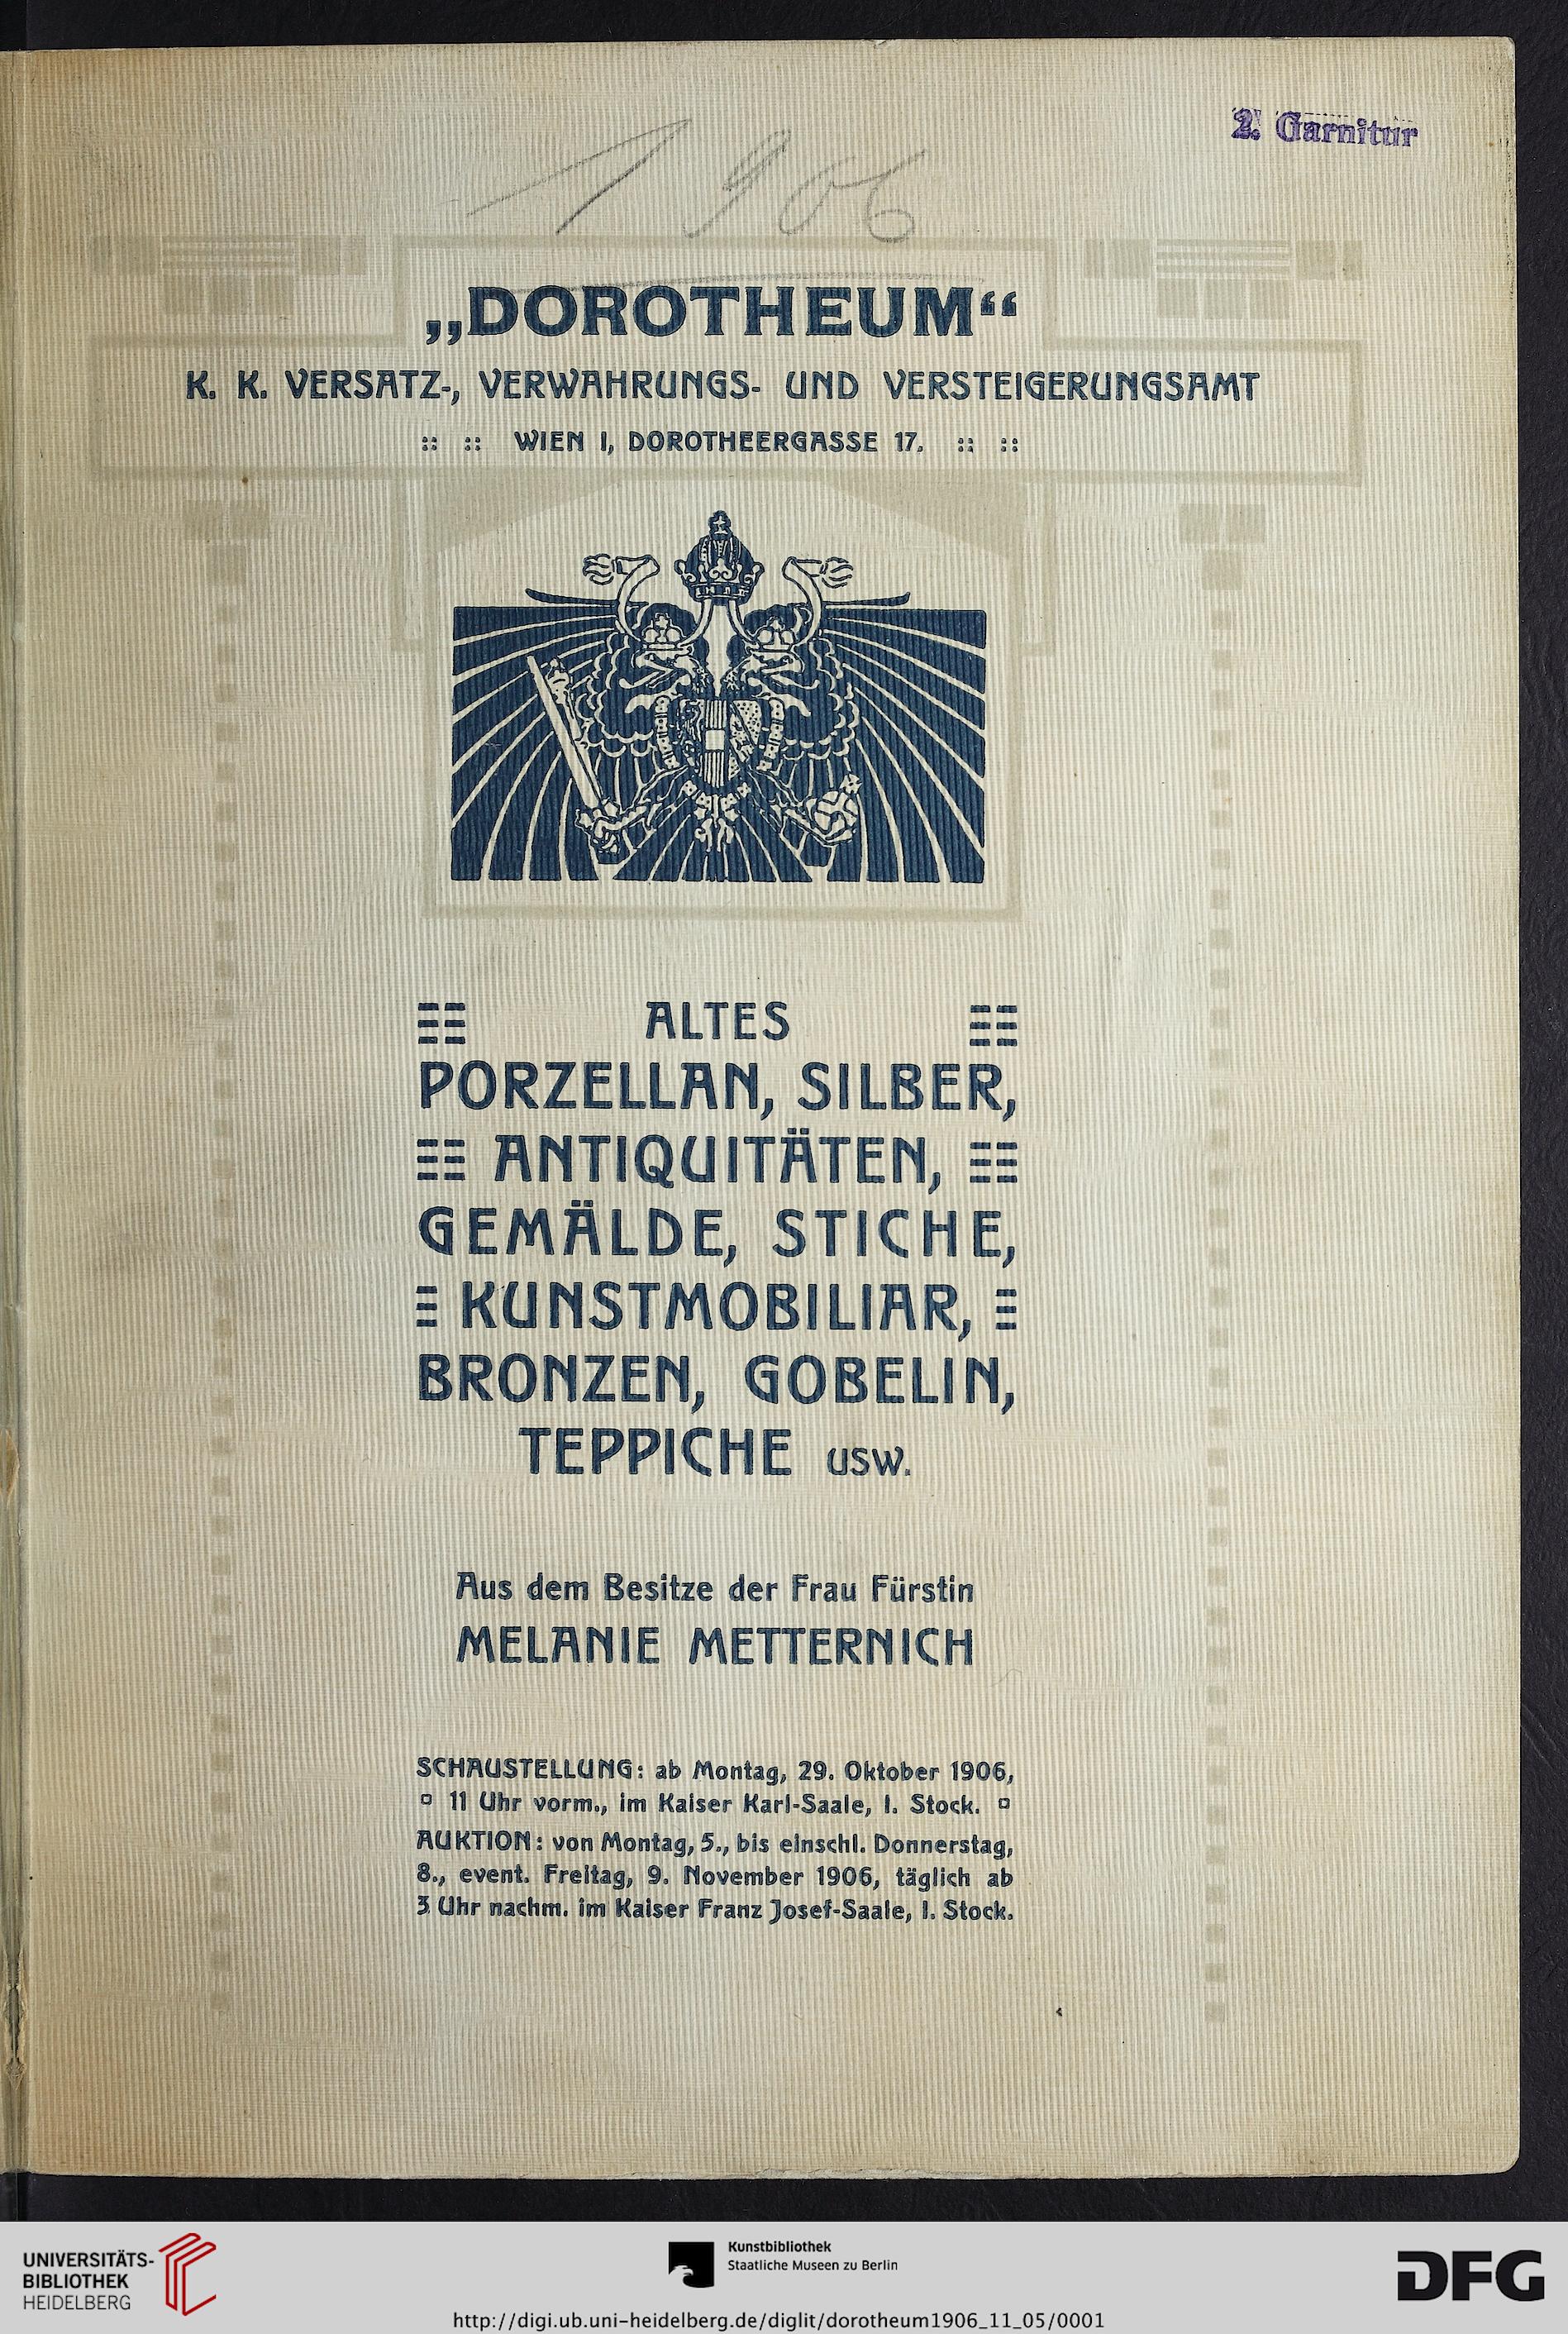 2. Garnitur
1906
„DOROTHEUM“
K. K. VERSATZ-, VERWAHRUNGS- UND VERSTEIGERUNGSAMT
:: :: WIEN I, DOROTHEERGASSE 17. :: ::
ALTES
PORZELLAN, SILBER,
ANTIQUITÄTEN,
GEMÄLDE, STICHE,
KUNSTMOBILIAR,
BRONZEN, GOBELIN,
TEPPICHE USW.
Aus dem Besitze der Frau Fürstin
MELANIE METTERNICH
SCHAUSTELLUNG: ab Montag, 29. Oktober 1906,
▫ 11 Uhr vorm., im Kaiser Karl-Saale, I. Stock. ▫
AUKTION: von Montag, 5., bis einschl. Donnerstag,
8., event. Freitag, 9. November 1906, täglich ab
3 Uhr nachm. im Kaiser Franz Josef-Saale, I. Stock.
UNIVERSITÄTS-
BIBLIOTHEK
HEIDELBERG
Kunstbibliothek
Staatliche Museen zu Berlin
DFG
http://digi.ub.uni-heidelberg.de/diglit/dorotheum1906_11_05/0001